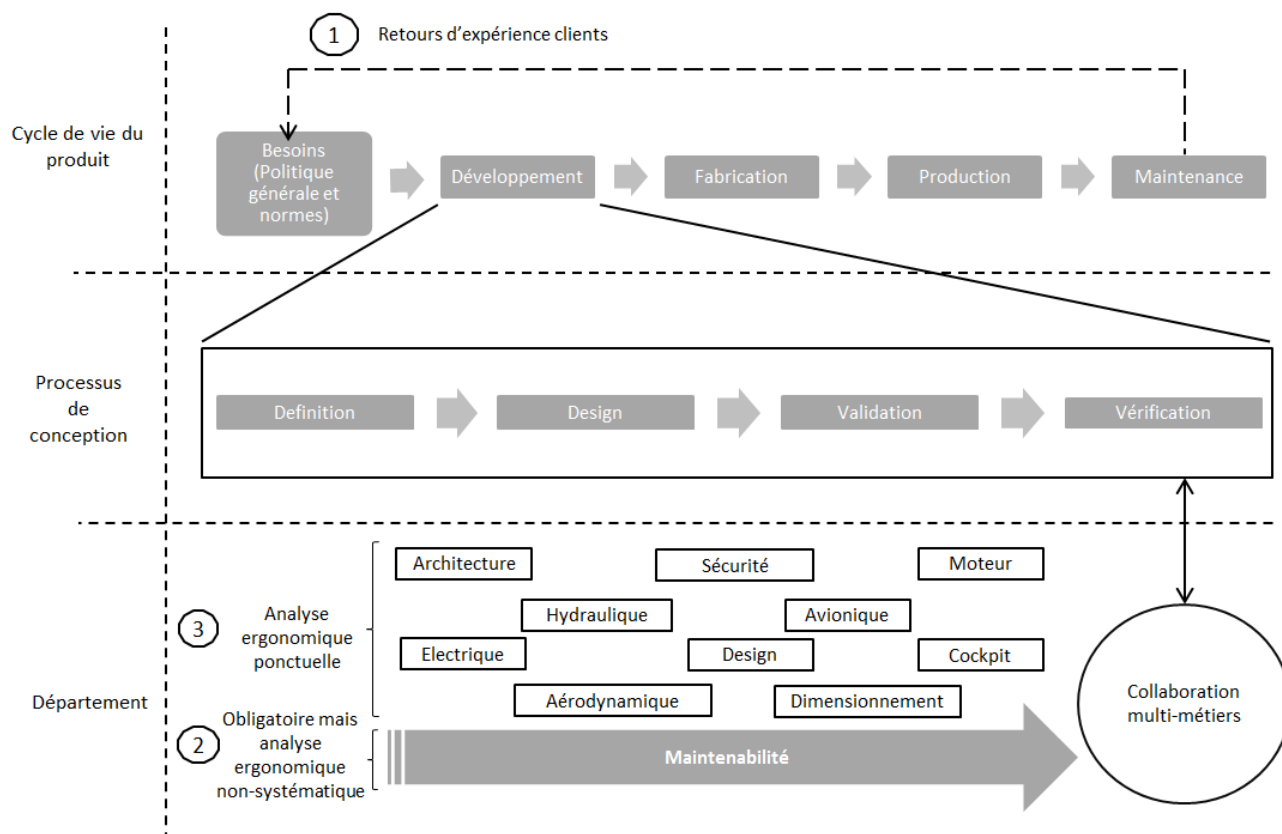 1
Retours d’expérience clients
Cycle de vie du
produit
Besoins
(Politique
générale et
normes)
Développement
Fabrication
Production
Maintenance
Processus
de
conception
Definition
Design
Validation
Vérification
Département
3
Analyse
ergonomique
ponctuelle
Architecture
Sécurité
Moteur
Hydraulique
Avionique
Electrique
Design
Cockpit
Aérodynamique
Dimensionnement
2
Obligatoire mais
analyse
ergonomique
non-systématique
Maintenabilité
Collaboration
multi-métiers